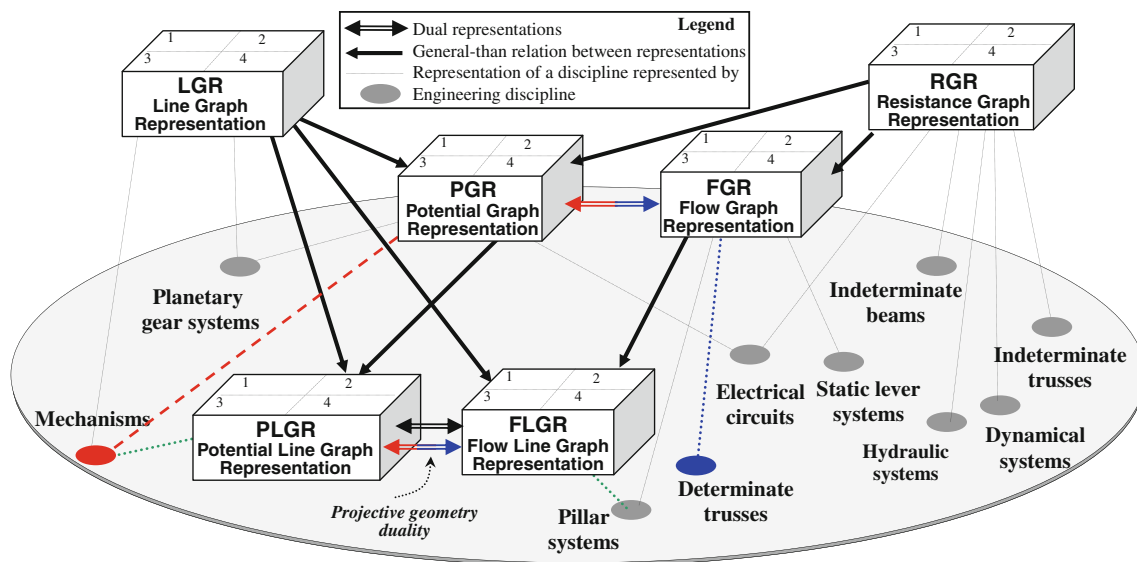 Legend
Dual representations
General-than relation between representations
Representation of a discipline represented by
Engineering discipline
1 2
3 4
LGR
Line Graph
Representation
1 2
3 4
RGR
Resistance Graph
Representation
1 2
3 4
PGR
Potential Graph
Representation
1 2
3 4
FGR
Flow Graph
Representation
Planetary
gear systems
Indeterminate
beams
Indeterminate
trusses
Electrical
circuits
Static lever
systems
Hydraulic
systems
Dynamical
systems
Mechanisms
1 2
3 4
PLGR
Potential Line Graph
Representation
1 2
3 4
FLGR
Flow Line Graph
Representation
Projective geometry
duality
Pillar
systems
Determinate
trusses